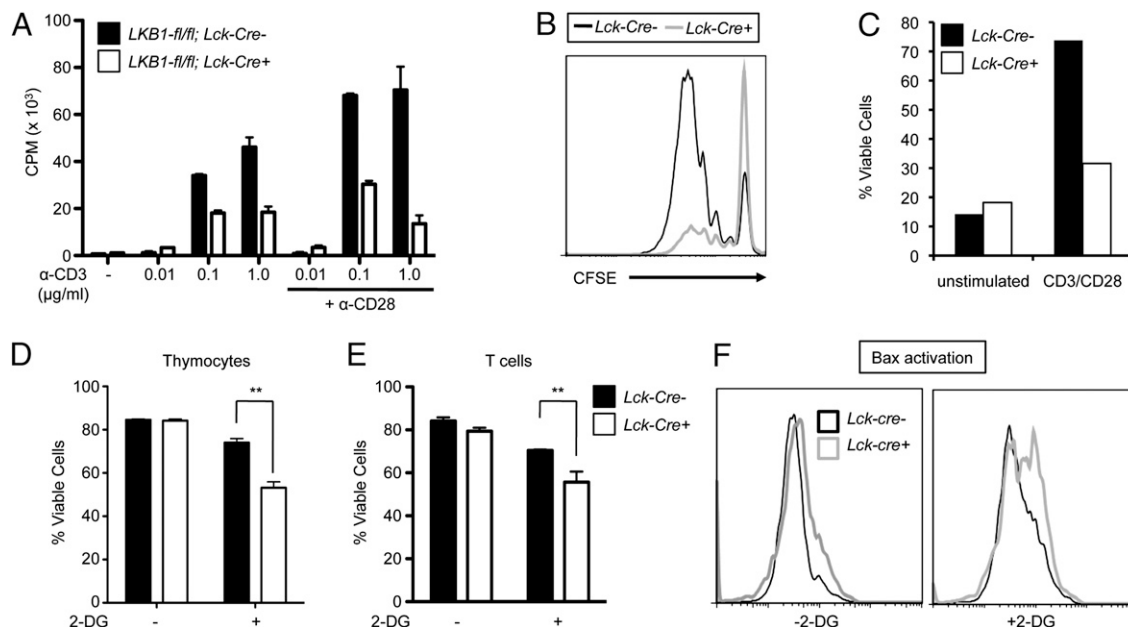 A
LKB1-fl/fl; Lck-Cre-
LKB1-fl/fl; Lck-Cre+
CPM (x 10³)
100
80
60
40
20
0
α-CD3
(µg/ml)
- 0.01 0.1 1.0 0.01 0.1 1.0
+ α-CD28
B
Lck-Cre- Lck-Cre+
CFSE
C
Lck-Cre-
Lck-Cre+
% Viable Cells
80
70
60
50
40
30
20
10
0
unstimulated CD3/CD28
D
Thymocytes
% Viable Cells
100
80
60
80
20
0
**
2-DG - +
E
T cells
Lck-Cre-
Lck-Cre+
% Viable Cells
100
80
60
80
20
0
**
2-DG - +
F
Bax activation
Lck-cre-
Lck-cre+
-2-DG +2-DG